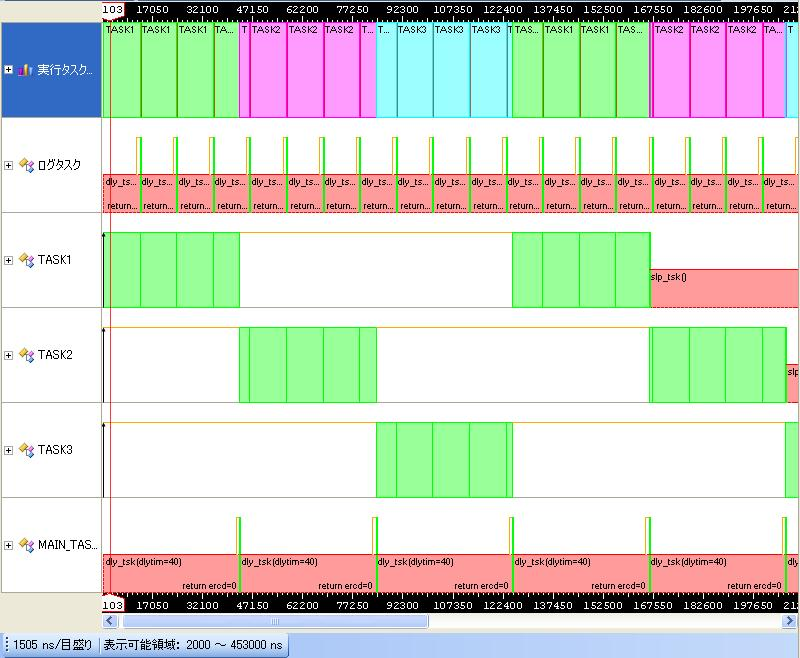 103 17050 32100 47150 62200 77250 92300 107350 122400 137450 152500 167550 182600 197650
実行タスク...
TASK1 TASK1 TASK1 TA... T TASK2 TASK2 TASK2 T... T... TASK3 TASK3 TASK3 T TASK1 TASK1 TASK1 TAS... TASK2 TASK2 TASK2 TA... T
ログタスク
dly_ts... dly_ts... dly_ts... dly_ts... dly_ts... dly_ts... dly_ts... dly_ts... dly_ts... dly_ts... dly_ts... dly_ts... dly_ts... dly_ts... dly_ts... dly_ts... dly_ts... dly_ts... dly_ts...
return... return... return... return... return... return... return... return... return... return... return... return... return... return... return... return... return... return... return...
TASK1
slp_tsk()
TASK2
slp
TASK3
MAIN_TAS...
dly_tsk(dlytim=40) dly_tsk(dlytim=40) dly_tsk(dlytim=40) dly_tsk(dlytim=40) dly_tsk(dlytim=40) d
return ercd=0 return ercd=0 return ercd=0 return ercd=0 return ercd=0
103 17050 32100 47150 62200 77250 92300 107350 122400 137450 152500 167550 182600 197650
1505 ns/目盛り 表示可能領域: 2000 ～ 453000 ns